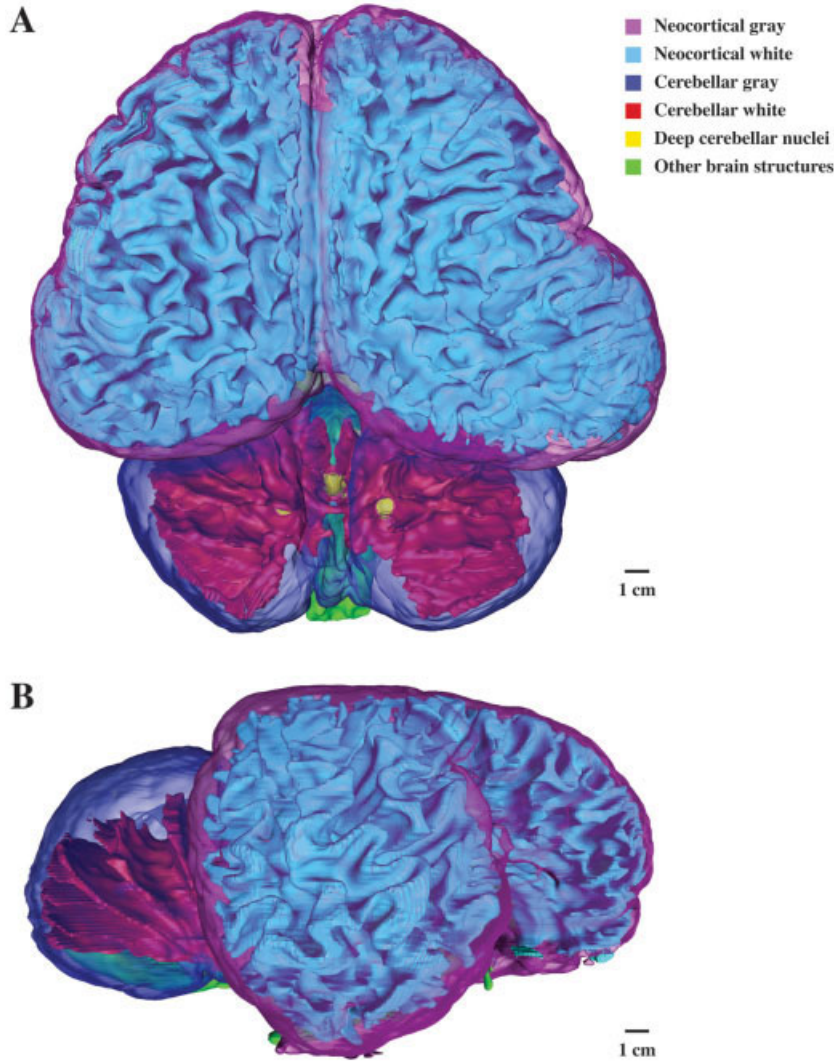 A
Neocortical gray
Neocortical white
Cerebellar gray
Cerebellar white
Deep cerebellar nuclei
Other brain structures
1 cm
B
1 cm